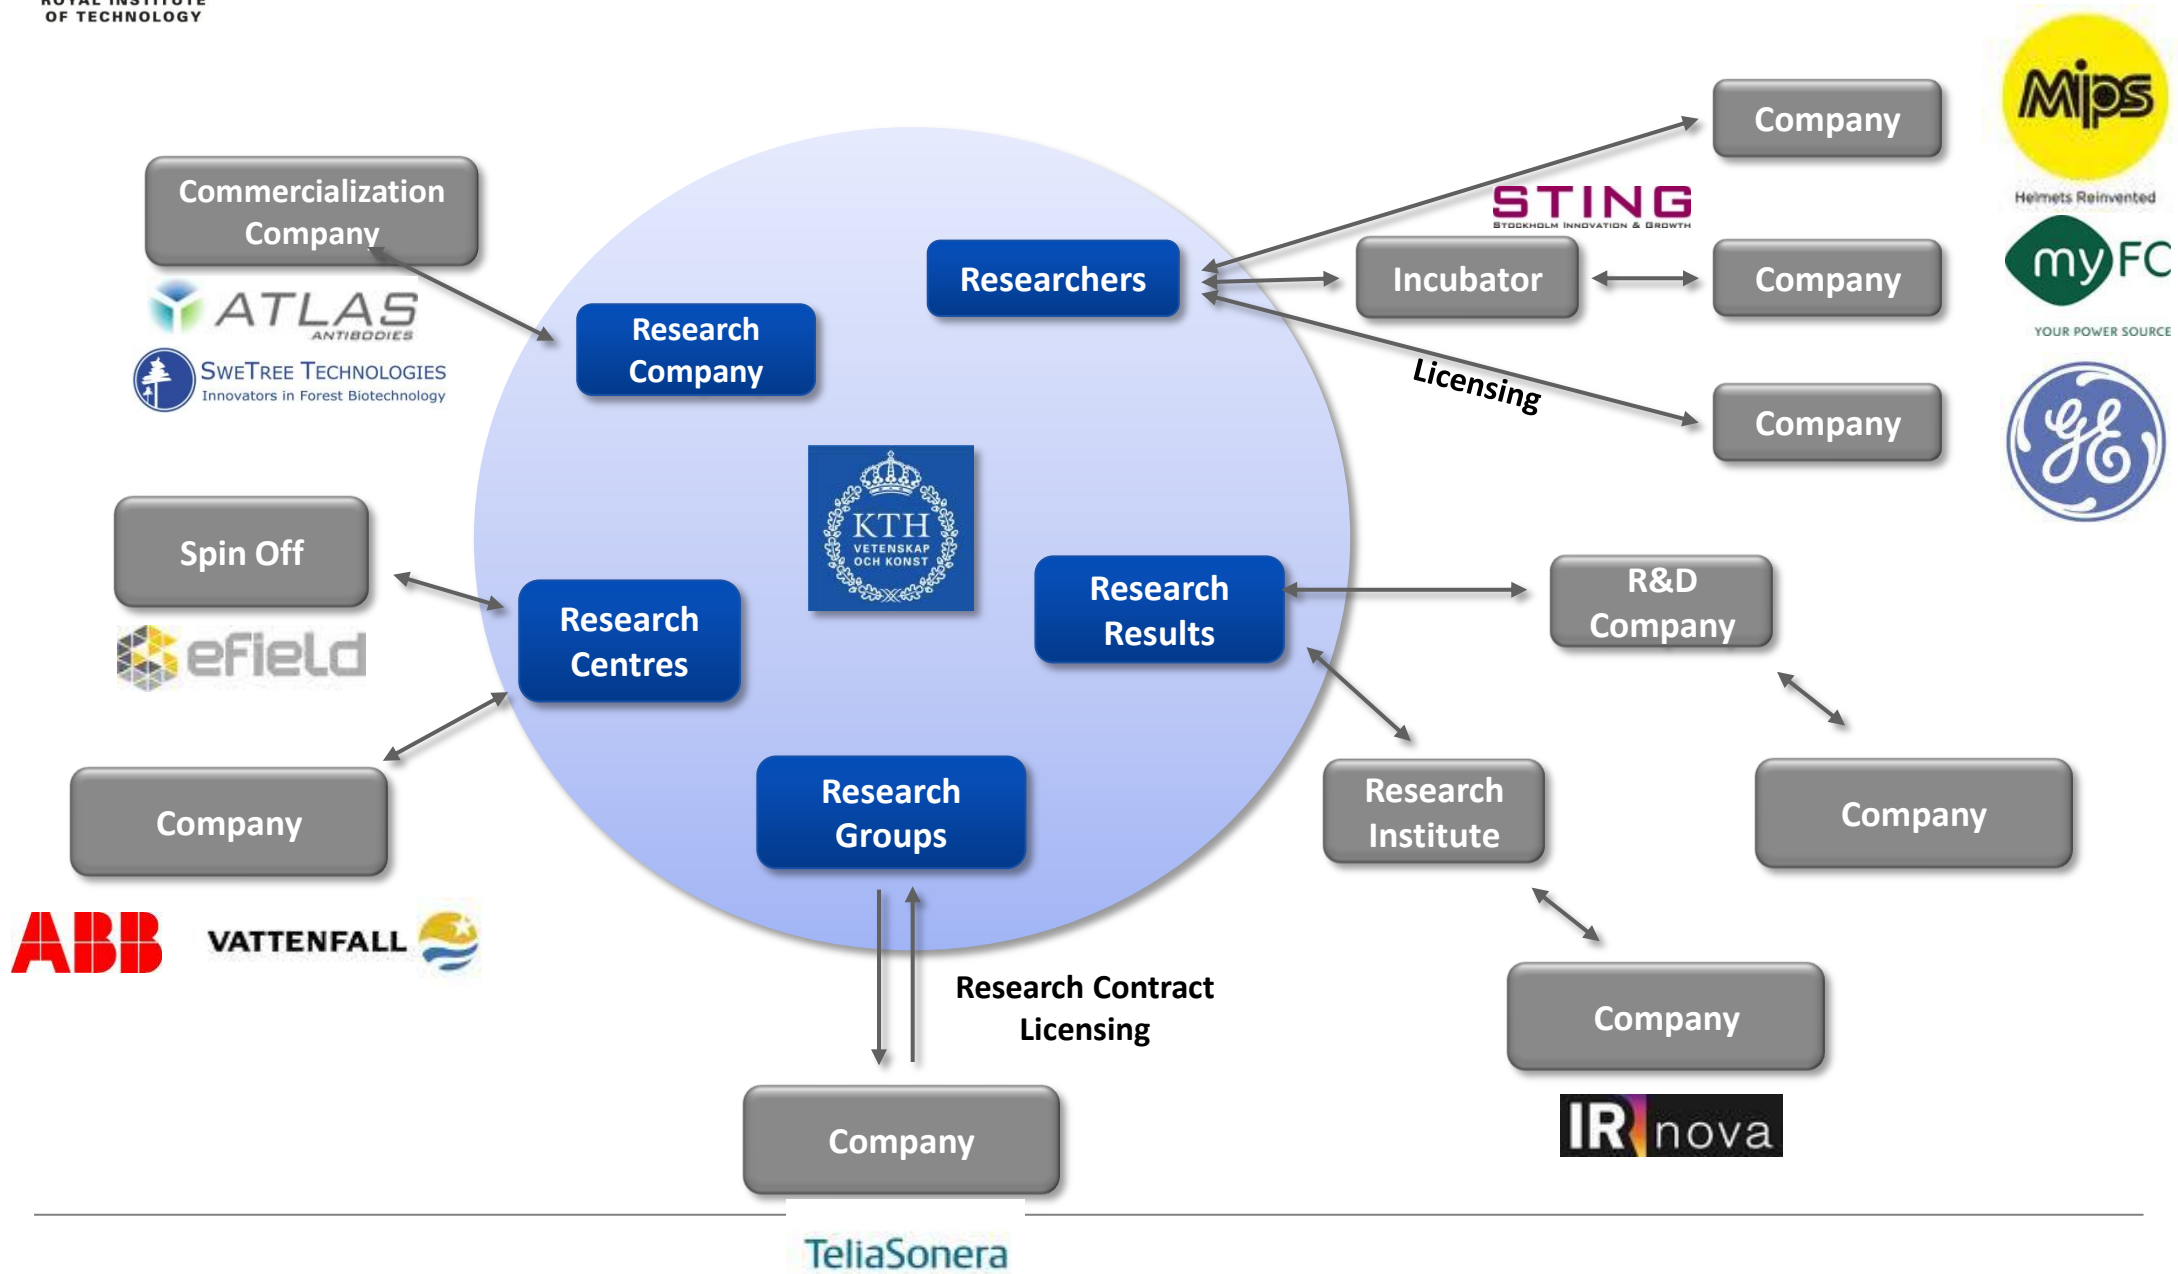 ROYAL INSTITUTE
OF TECHNOLOGY
Mips
Helmets Reinvented
Company
Commercialization
Company
STING
STOCKHOLM INNOVATION & GROWTH
Researchers
Incubator
Company
myFC
YOUR POWER SOURCE
ATLAS
ANTIBODIES
Research
Company
SWETREE TECHNOLOGIES
Innovators in Forest Biotechnology
Licensing
Company
GE
KTH
VETENSKAP
OCH KONST
Spin Off
efield
Research
Centres
Research
Results
R&D
Company
Company
Research
Groups
Research
Institute
Company
ABB
VATTENFALL
Research Contract
Licensing
Company
Company
IRnova
TeliaSonera